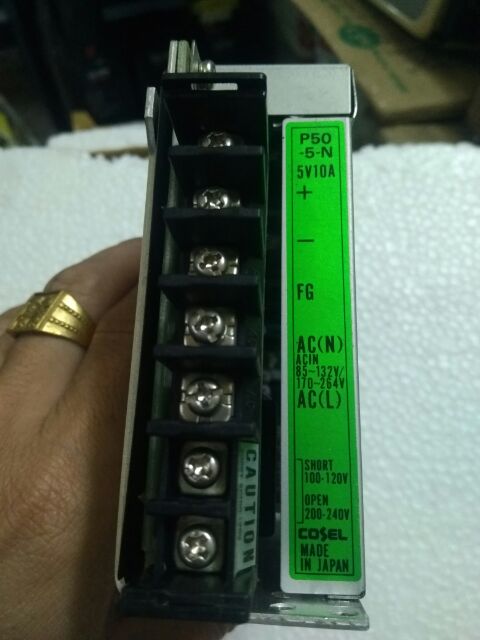 P50
-5-N
5V10A
+
−
FG
AC(N)
ACIN
85~132V/
170~264V
AC(L)
SHORT
100-120V
OPEN
200-240V
COSEL
MADE
IN JAPAN
CAUTION